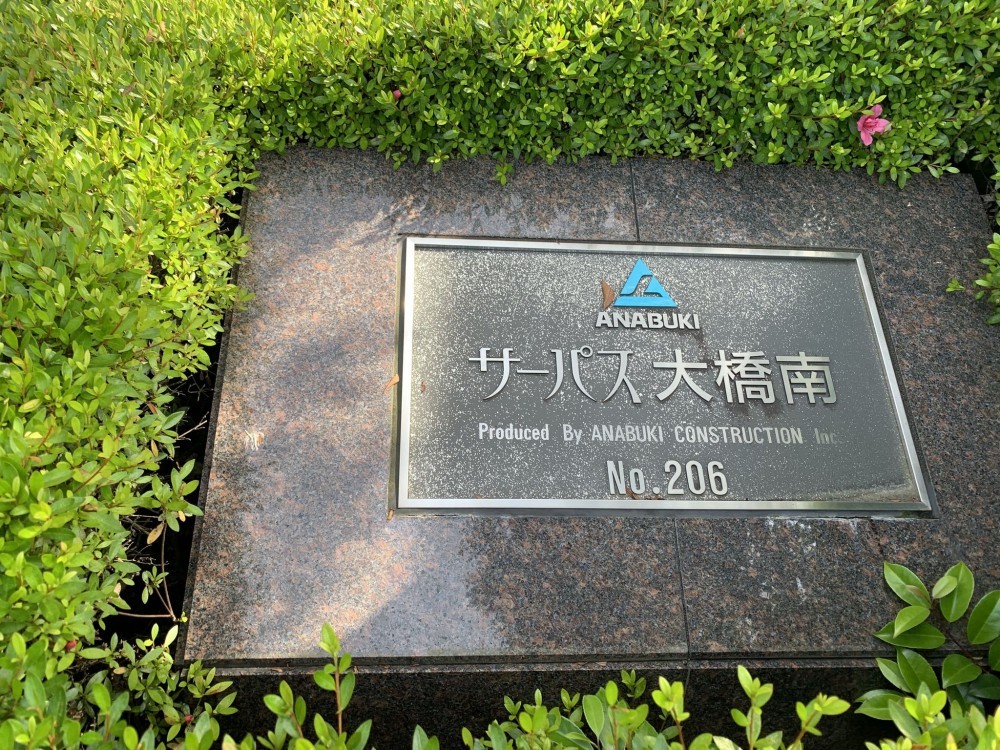 ANABUKI
サーパス大橋南
Produced By ANABUKI CONSTRUCTION Inc
No.206